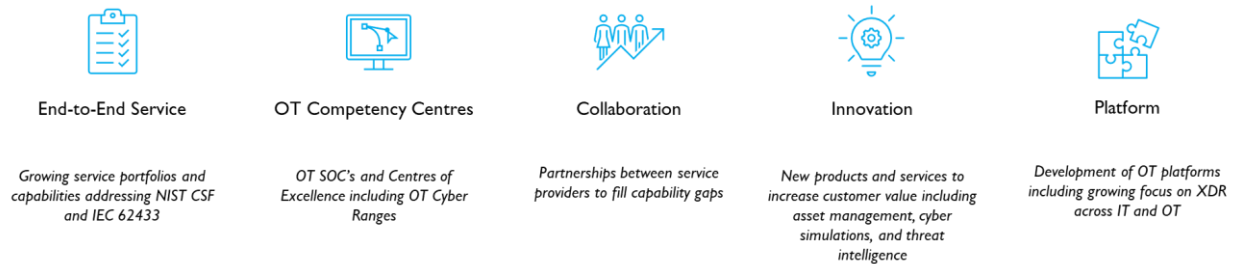 End-to-End Service
Growing service portfolios and
capabilities addressing NIST CSF
and IEC 62433
OT Competency Centres
OT SOC's and Centres of
Excellence including OT Cyber
Ranges
Collaboration
Partnerships between service
providers to fill capability gaps
Innovation
New products and services to
increase customer value including
asset management, cyber
simulations, and threat
intelligence
Platform
Development of OT platforms
including growing focus on XDR
across IT and OT